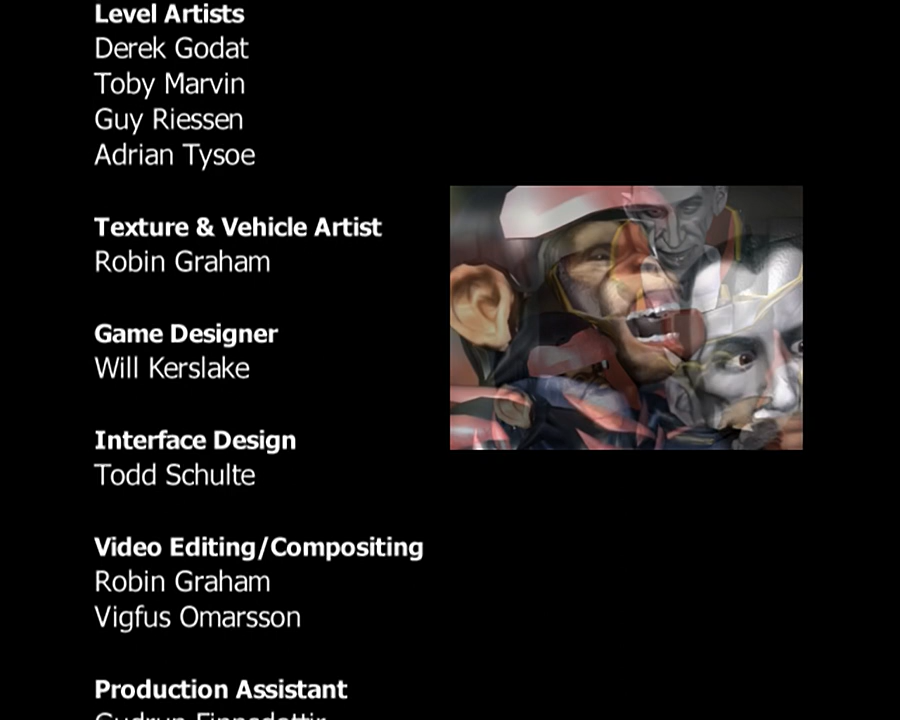 Level Artists
Derek Godat
Toby Marvin
Guy Riessen
Adrian Tysoe
Texture & Vehicle Artist
Robin Graham
Game Designer
Will Kerslake
Interface Design
Todd Schulte
Video Editing/Compositing
Robin Graham
Vigfus Omarsson
Production Assistant